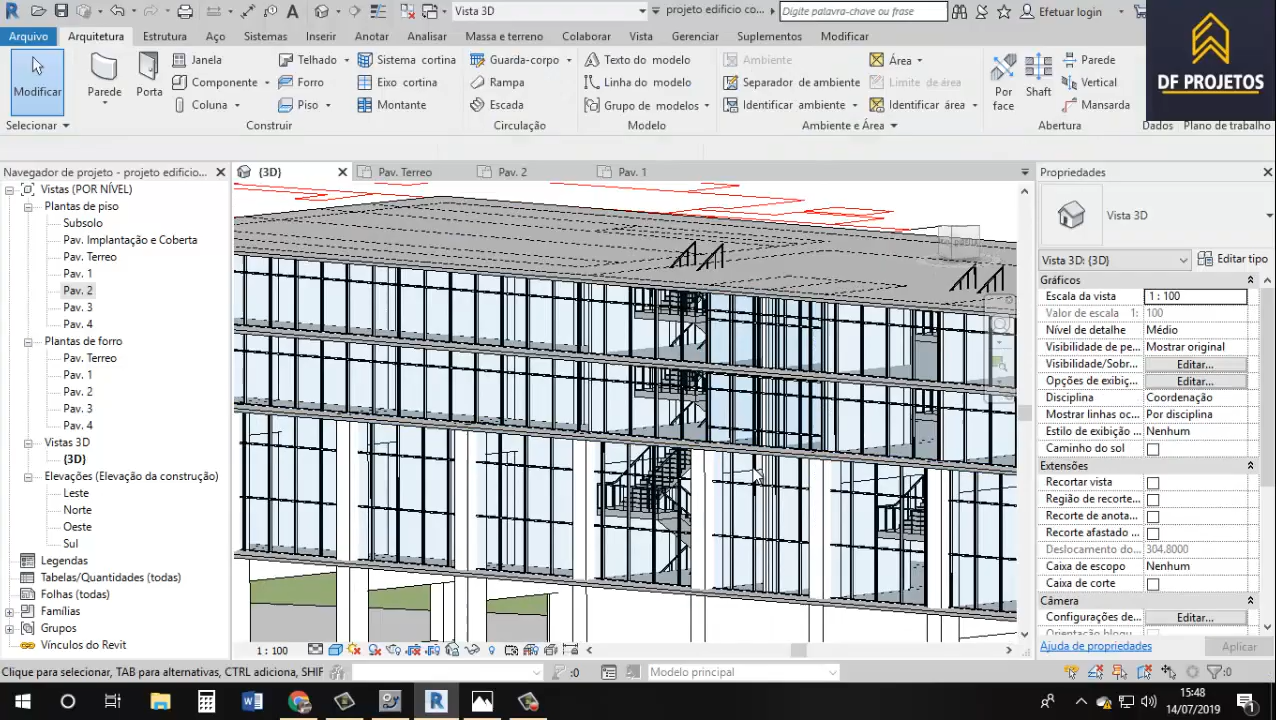 Vista 3D
projeto edificio co...
Digite palavra-chave ou frase
Efetuar login
DF PROJETOS
Arquivo Arquitetura Estrutura Aço Sistemas Inserir Anotar Analisar Massa e terreno Colaborar Vista Gerenciar Suplementos Modificar
Modificar
Parede
Porta
Janela
Componente
Coluna
Telhado
Forro
Piso
Sistema cortina
Eixo cortina
Montante
Guarda-corpo
Rampa
Escada
Texto do modelo
Linha do modelo
Grupo de modelos
Ambiente
Separador de ambiente
Identificar ambiente
Área
Limite de área
Identificar área
Por face
Shaft
Parede
Vertical
Mansarda
Selecionar Construir Circulação Modelo Ambiente e Área Abertura Dados Plano de trabalho
Navegador de projeto - projeto edificio...
Vistas (POR NÍVEL)
Plantas de piso
Subsolo
Pav. Implantação e Coberta
Pav. Terreo
Pav. 1
Pav. 2
Pav. 3
Pav. 4
Plantas de forro
Pav. Terreo
Pav. 1
Pav. 2
Pav. 3
Pav. 4
Vistas 3D
{3D}
Elevações (Elevação da construção)
Leste
Norte
Oeste
Sul
Legendas
Tabelas/Quantidades (todas)
Folhas (todas)
Famílias
Grupos
Vínculos do Revit
{3D} Pav. Terreo Pav. 2 Pav. 1
1 : 100
Propriedades
Vista 3D
Vista 3D: {3D} Editar tipo
Gráficos
Escala da vista 1 : 100
Valor de escala 1: 100
Nível de detalhe Médio
Visibilidade de pe... Mostrar original
Visibilidade/Sobr... Editar...
Opções de exibiç... Editar...
Disciplina Coordenação
Mostrar linhas oc... Por disciplina
Estilo de exibição ... Nenhum
Caminho do sol
Extensões
Recortar vista
Região de recorte...
Recorte de anota...
Recorte afastado ...
Deslocamento do... 304.8000
Caixa de escopo Nenhum
Caixa de corte
Câmera
Configurações de... Editar...
Ajuda de propriedades Aplicar
Clique para selecionar, TAB para alternativas, CTRL adiciona, SHIF
:0
Modelo principal
:0
15:48
14/07/2019
1